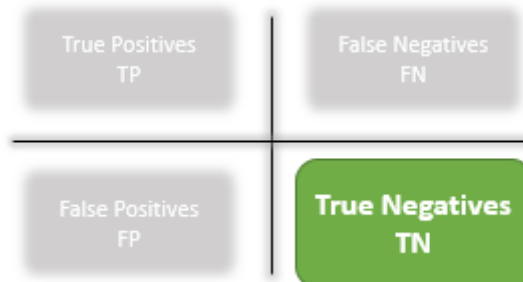 True Positives
TP
False Negatives
FN
False Positives
FP
True Negatives
TN